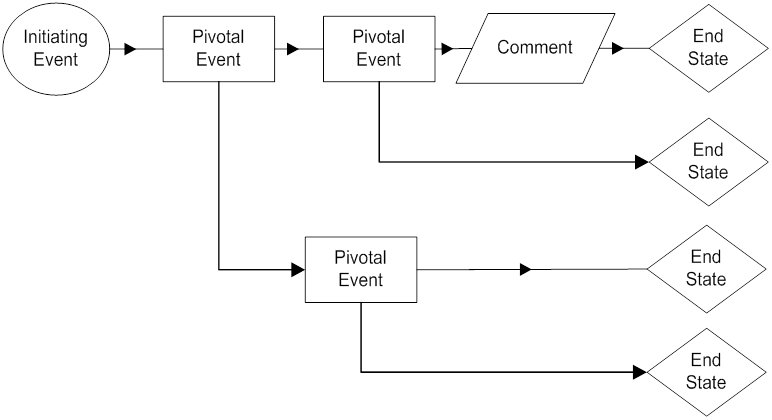 Initiating
Event
Pivotal
Event
Pivotal
Event
Comment
End
State
End
State
Pivotal
Event
End
State
End
State